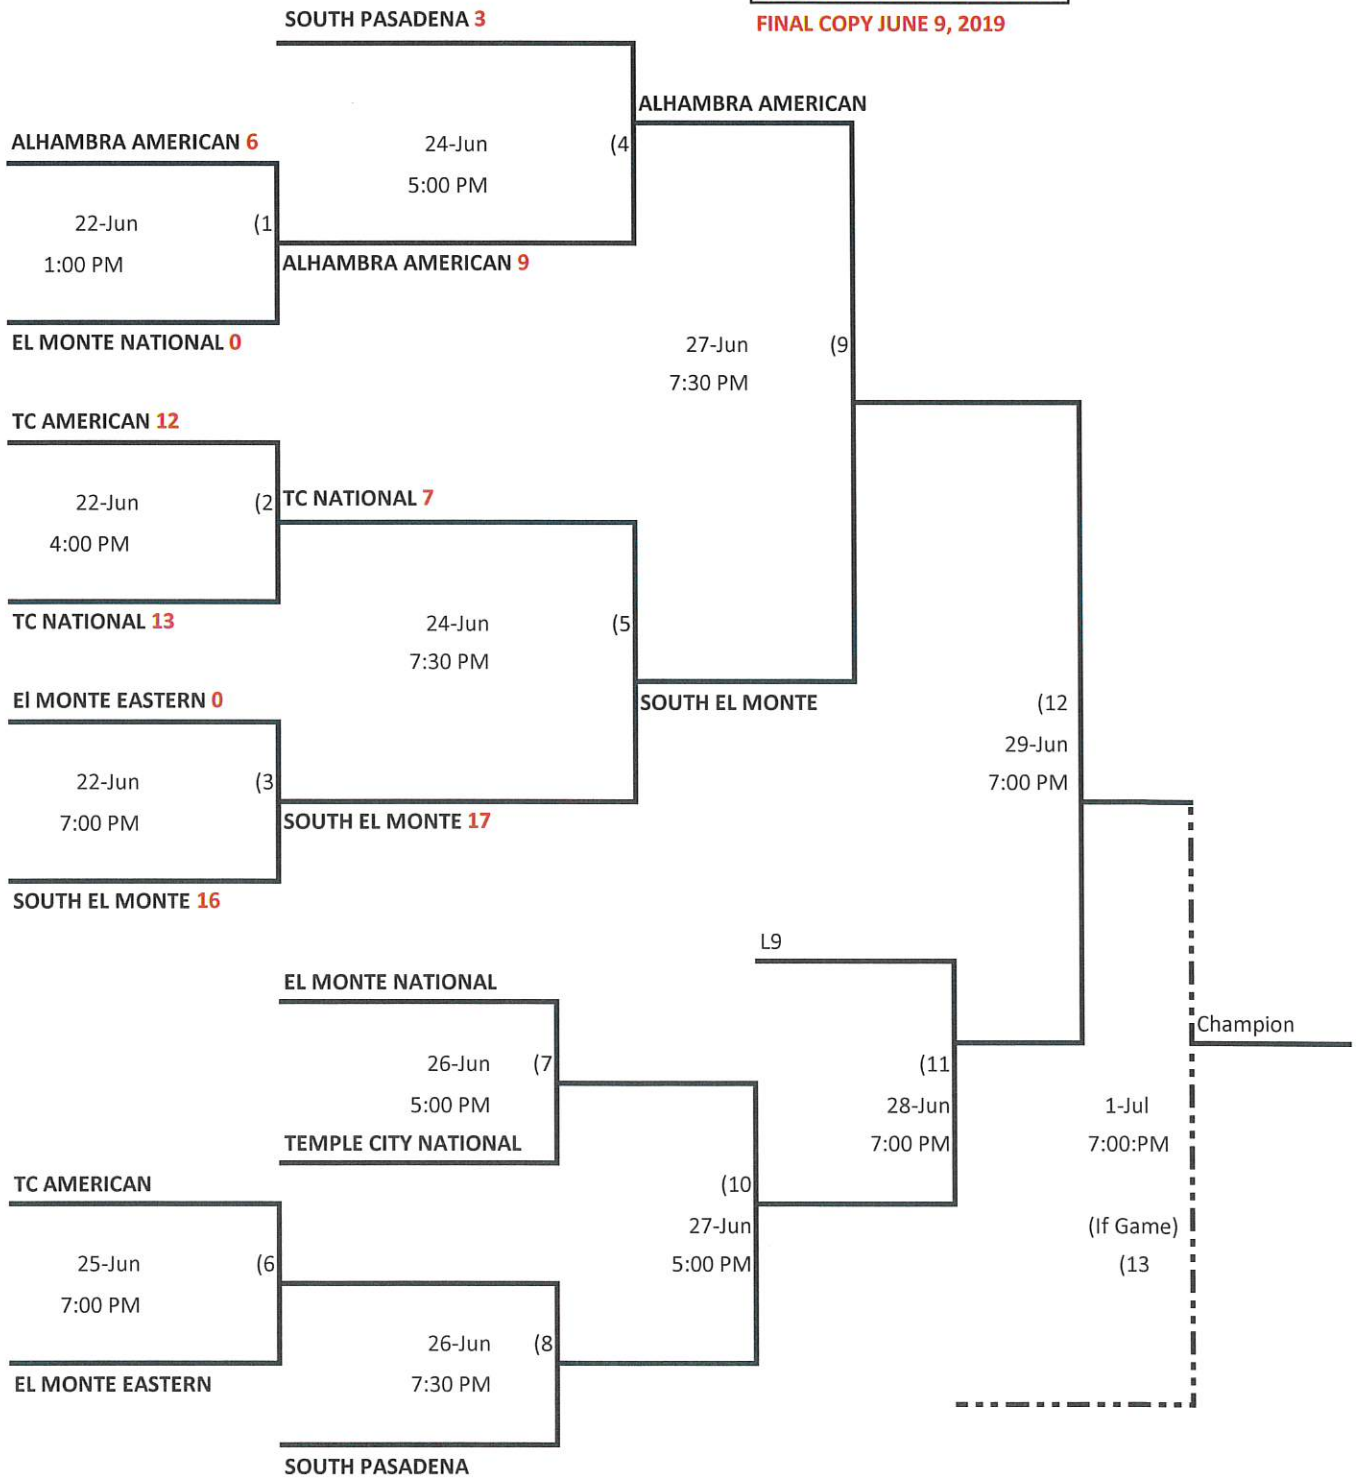 SOUTH PASADENA 3
FINAL COPY JUNE 9, 2019
ALHAMBRA AMERICAN
ALHAMBRA AMERICAN 6
24-Jun (4
5:00 PM
22-Jun (1
1:00 PM
ALHAMBRA AMERICAN 9
EL MONTE NATIONAL 0
27-Jun (9
7:30 PM
TC AMERICAN 12
22-Jun (2
TC NATIONAL 7
4:00 PM
TC NATIONAL 13
24-Jun (5
7:30 PM
El MONTE EASTERN 0
SOUTH EL MONTE
(12
29-Jun
7:00 PM
22-Jun (3
7:00 PM
SOUTH EL MONTE 17
SOUTH EL MONTE 16
L9
EL MONTE NATIONAL
Champion
26-Jun (7
5:00 PM
(11
28-Jun
7:00 PM
1-Jul
7:00:PM
TEMPLE CITY NATIONAL
TC AMERICAN
(10
27-Jun
5:00 PM
(If Game)
(13
25-Jun (6
7:00 PM
26-Jun (8
7:30 PM
EL MONTE EASTERN
SOUTH PASADENA